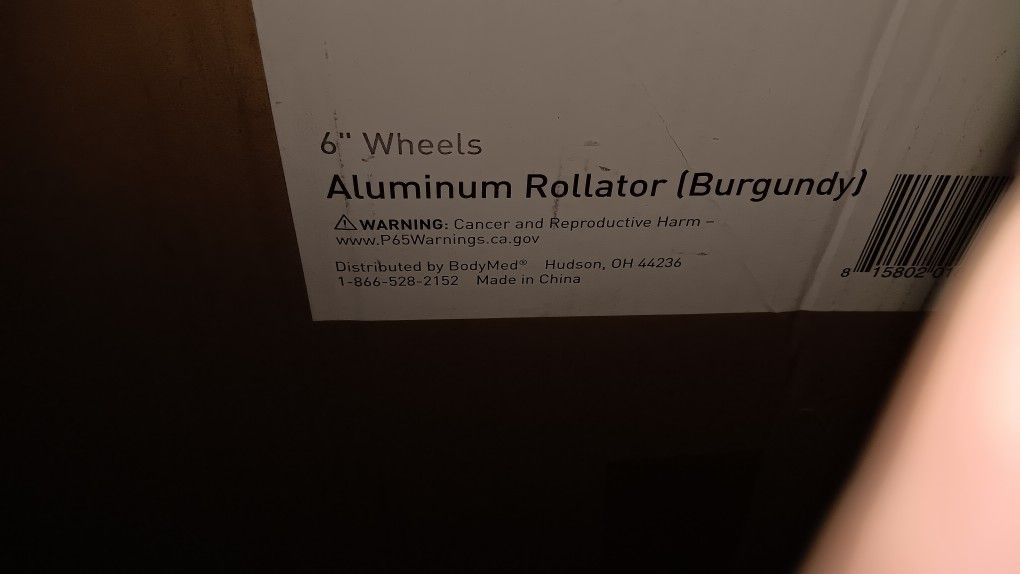 6" Wheels
Aluminum Rollator (Burgundy)
⚠ WARNING: Cancer and Reproductive Harm –
www.P65Warnings.ca.gov
Distributed by BodyMed® Hudson, OH 44236
1-866-528-2152 Made in China
8 15802 01